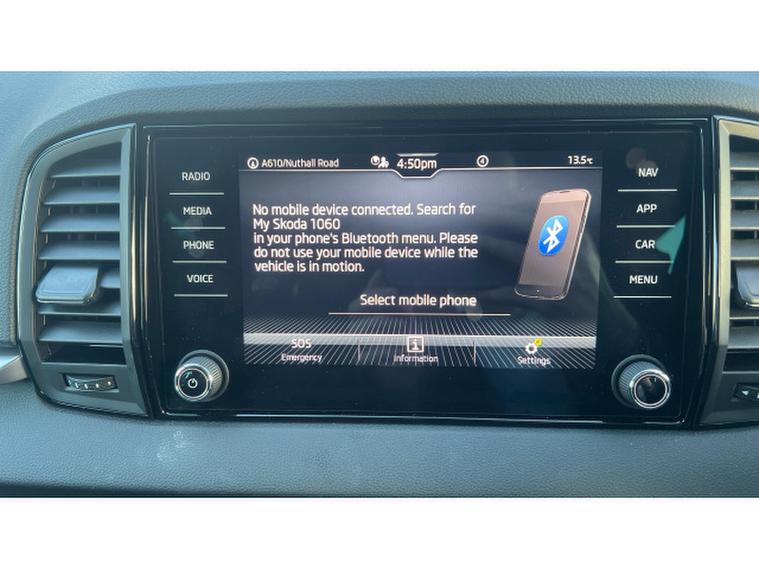 RADIO
MEDIA
PHONE
VOICE
A610/Nuthall Road
4:50pm
4
13.5°C
No mobile device connected. Search for
My Skoda 1060
in your phone's Bluetooth menu. Please
do not use your mobile device while the
vehicle is in motion.
Select mobile phone
SOS
Emergency
i
Information
Settings
NAV
APP
CAR
MENU